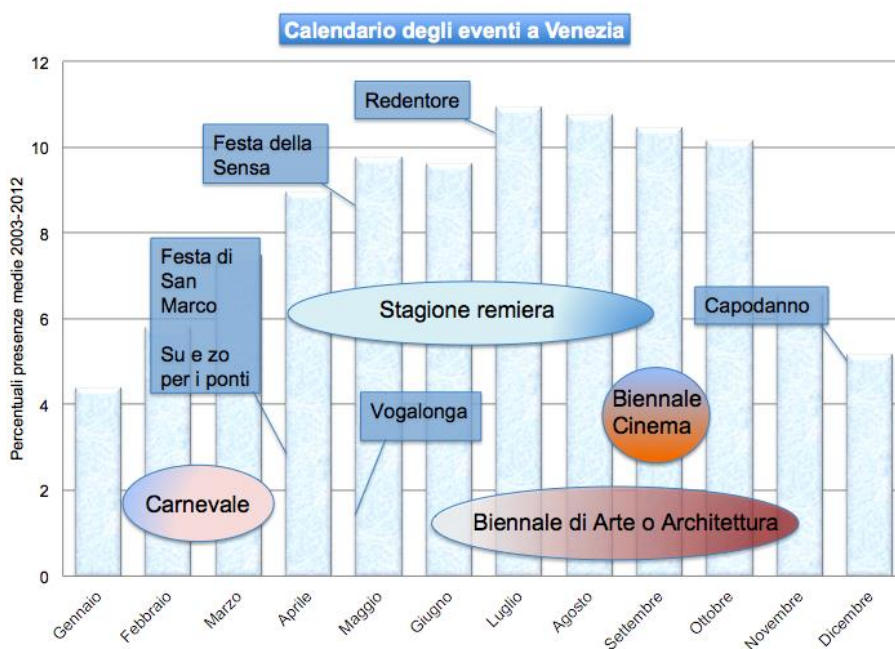 Calendario degli eventi a Venezia
Percentuali presenze medie 2003-2012
12
10
8
6
4
2
0
Redentore
Festa della
Sensa
Festa di
San
Marco
Su e zo
per i ponti
Stagione remiera
Capodanno
Vogalonga
Biennale
Cinema
Carnevale
Biennale di Arte o Architettura
Gennaio
Febbraio
Marzo
Aprile
Maggio
Giugno
Luglio
Agosto
Settembre
Ottobre
Novembre
Dicembre